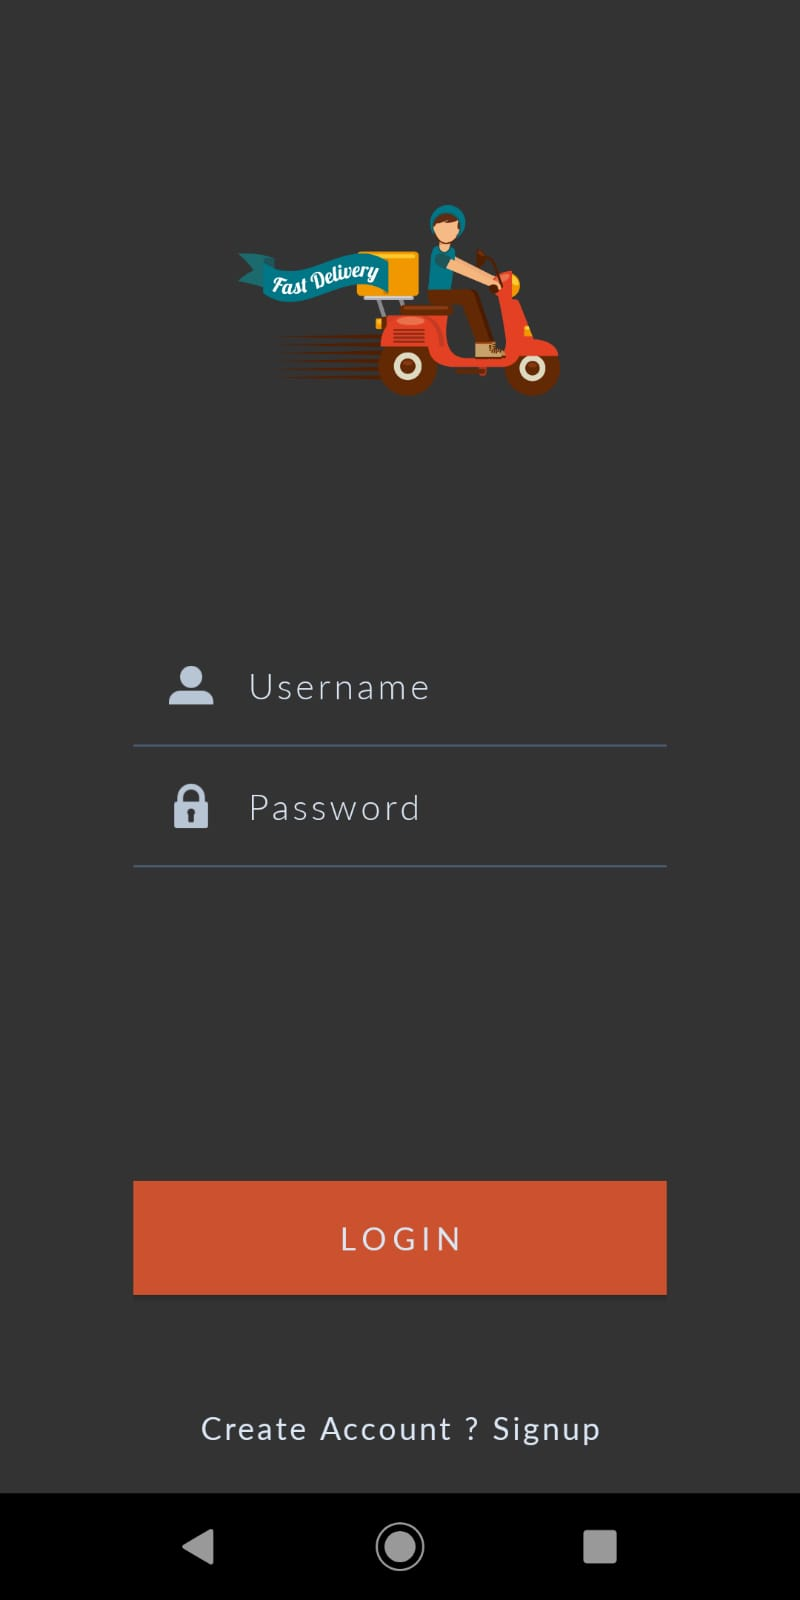 Fast Delivery
Username
Password
LOGIN
Create Account ? Signup